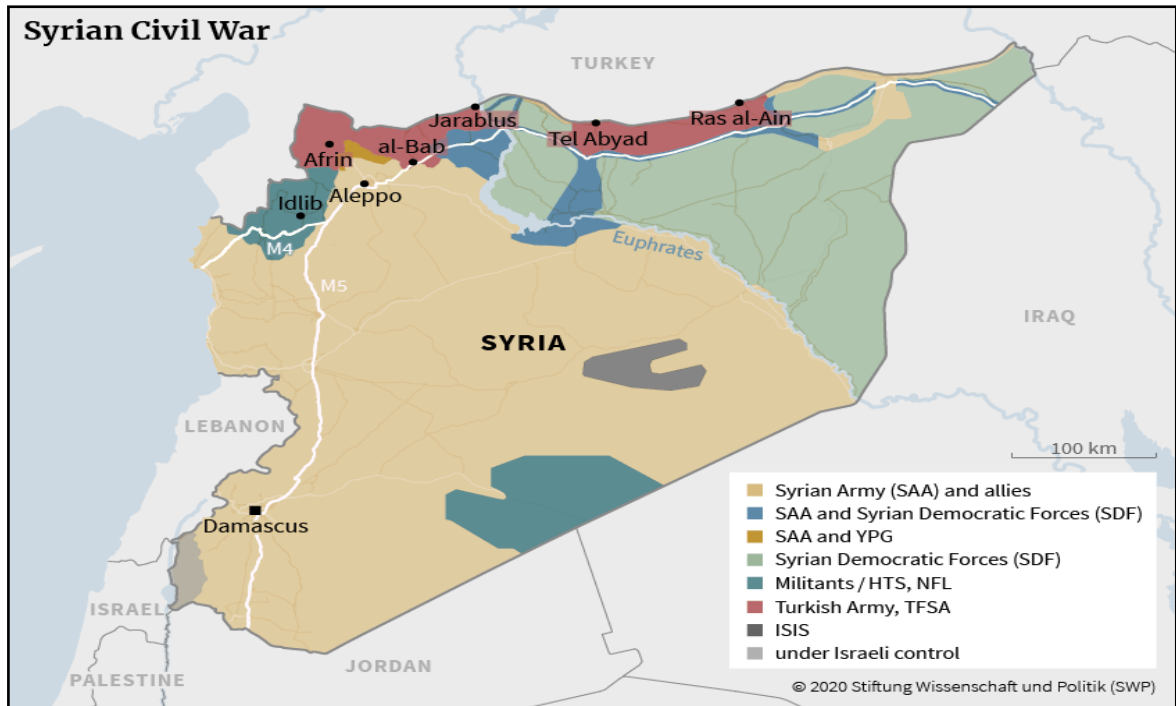 Syrian Civil War
TURKEY
Jarablus
Ras al-Ain
Tel Abyad
Afrin
al-Bab
Aleppo
Idlib
M4
Euphrates
M5
SYRIA
IRAQ
LEBANON
100 km
Damascus
ISRAEL
JORDAN
PALESTINE
Syrian Army (SAA) and allies
SAA and Syrian Democratic Forces (SDF)
SAA and YPG
Syrian Democratic Forces (SDF)
Militants / HTS, NFL
Turkish Army, TFSA
ISIS
under Israeli control
© 2020 Stiftung Wissenschaft und Politik (SWP)